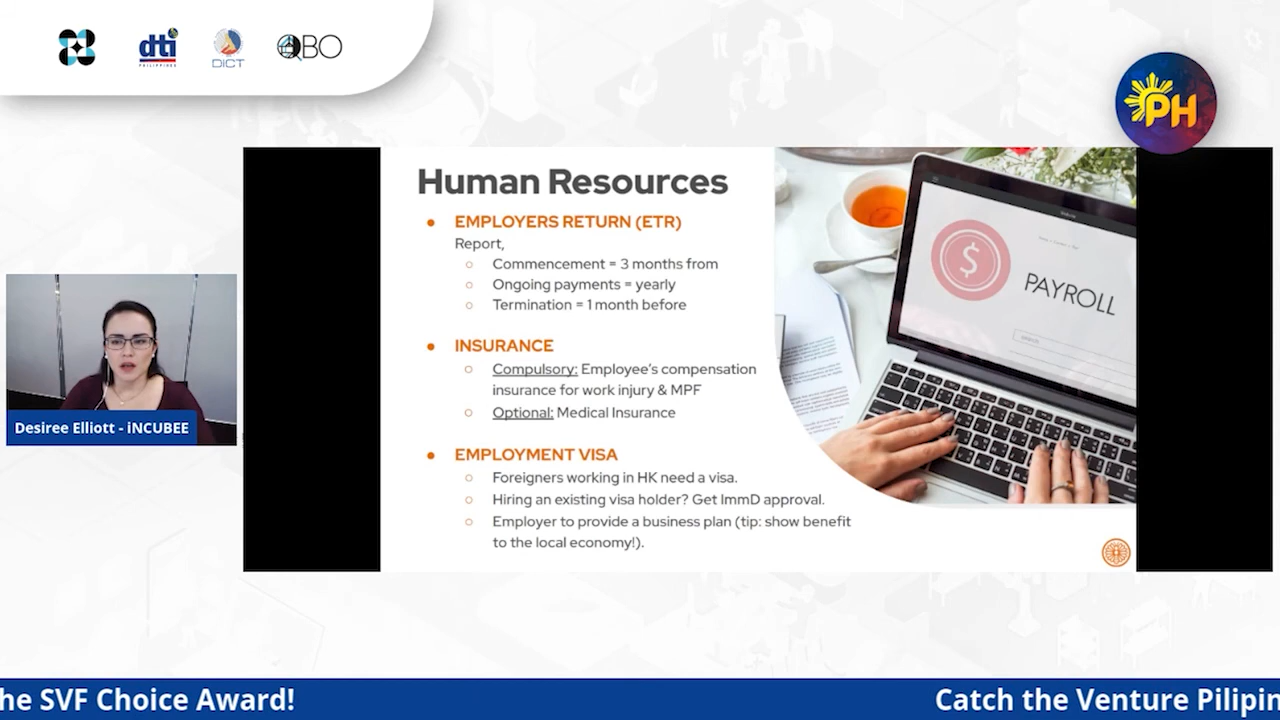 dti
PHILIPPINES
DICT
QBO
PH
Human Resources
EMPLOYERS RETURN (ETR)
Report,
Commencement = 3 months from
Ongoing payments = yearly
Termination = 1 month before
INSURANCE
Compulsory: Employee's compensation
insurance for work injury & MPF
Optional: Medical Insurance
EMPLOYMENT VISA
Foreigners working in HK need a visa.
Hiring an existing visa holder? Get ImmD approval.
Employer to provide a business plan (tip: show benefit
to the local economy!).
$
PAYROLL
Search
Desiree Elliott - iNCUBEE
he SVF Choice Award!
Catch the Venture Pilipin